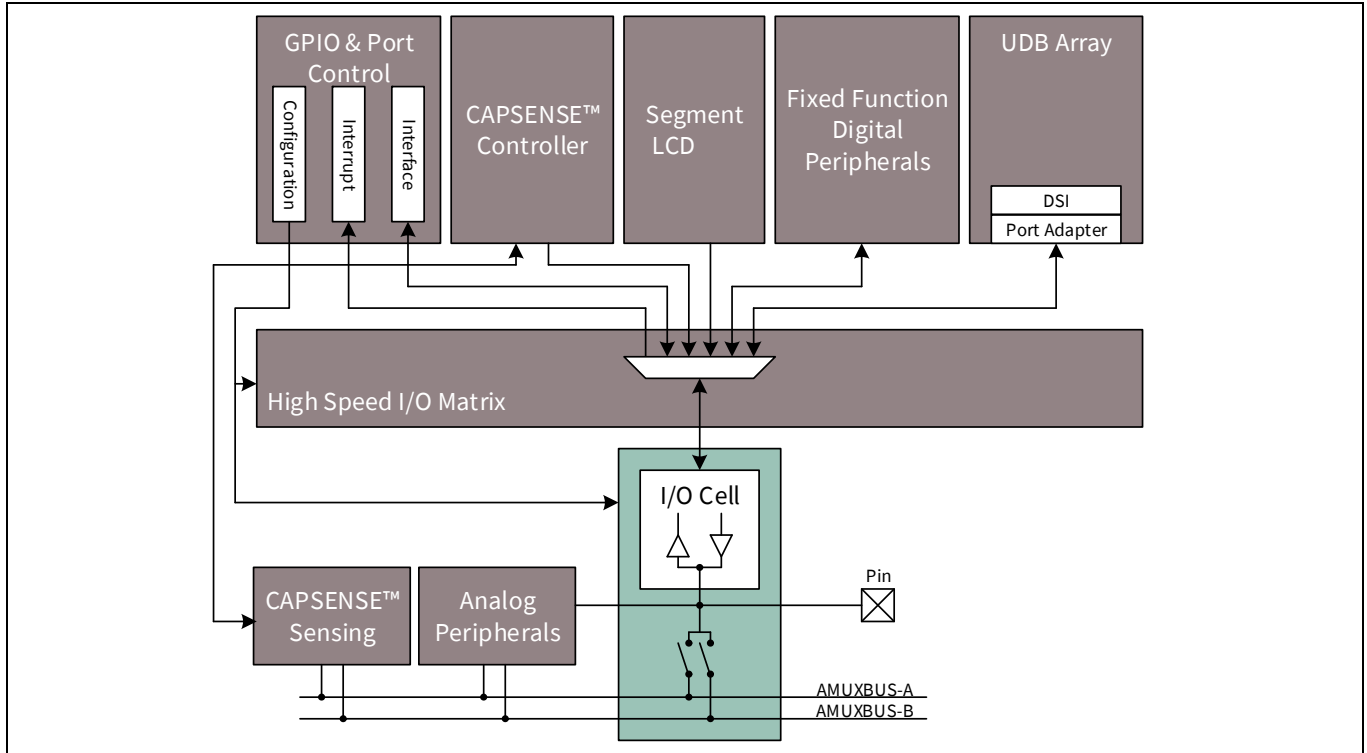 GPIO & Port
Control
Configuration
Interrupt
Interface
CAPSENSE™
Controller
Segment
LCD
Fixed Function
Digital
Peripherals
UDB Array
DSI
Port Adapter
High Speed I/O Matrix
I/O Cell
CAPSENSE™
Sensing
Analog
Peripherals
Pin
AMUXBUS-A
AMUXBUS-B